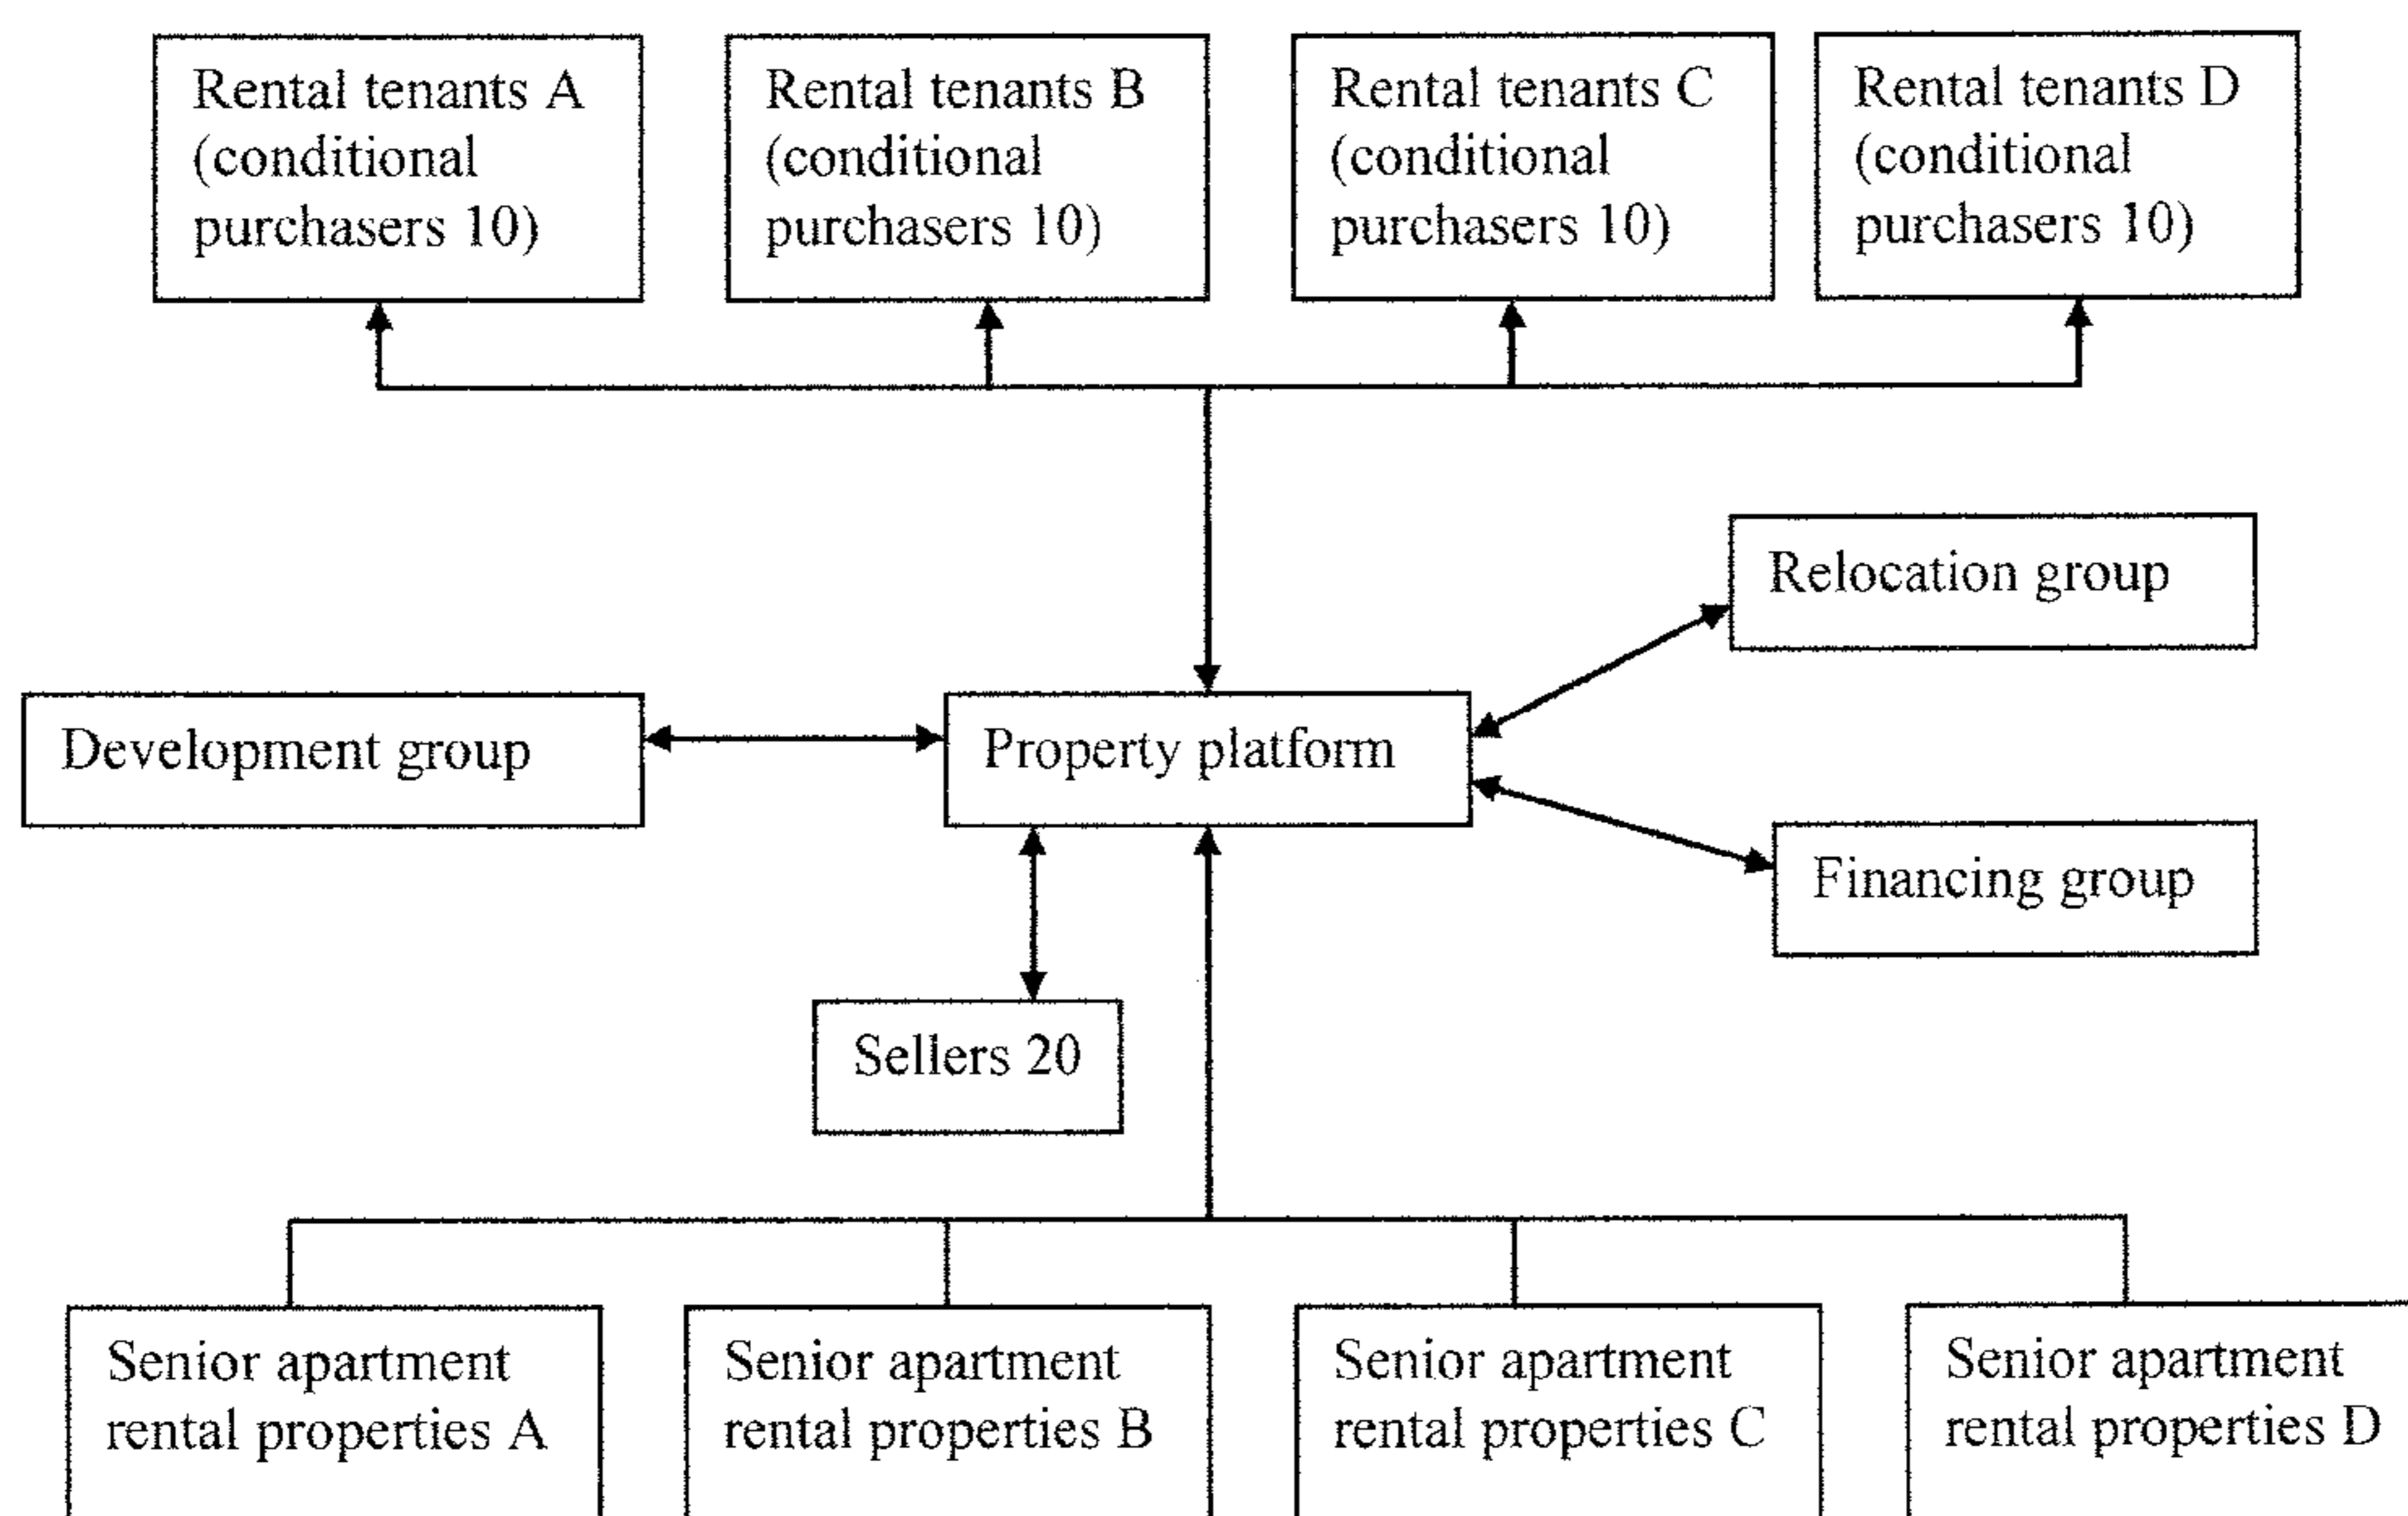 Rental tenants A
(conditional
purchasers 10)
Rental tenants B
(conditional
purchasers 10)
Rental tenants C
(conditional
purchasers 10)
Rental tenants D
(conditional
purchasers 10)
Relocation group
Development group
Property platform
Financing group
Sellers 20
Senior apartment
rental properties A
Senior apartment
rental properties B
Senior apartment
rental properties C
Senior apartment
rental properties D